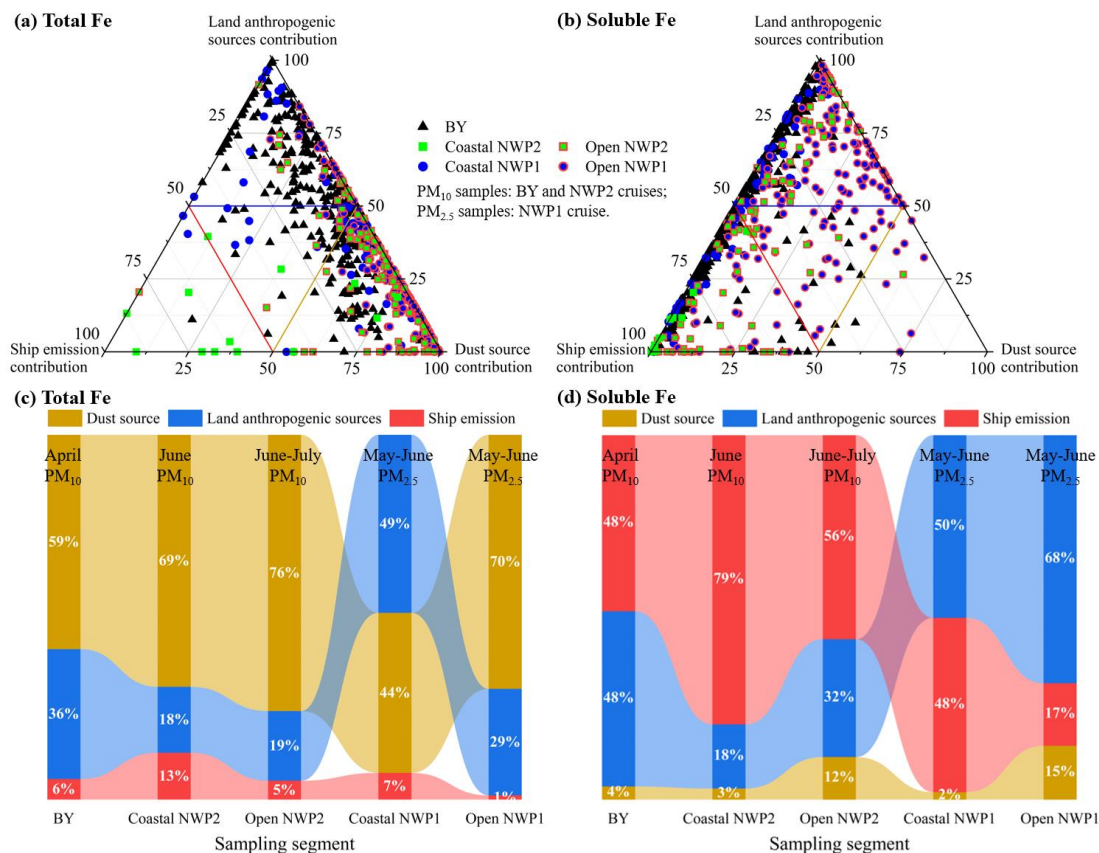 (a) Total Fe
Land anthropogenic
sources contribution
100
25
75
50
50
75
25
100
Ship emission
contribution
25
50
75
Dust source
contribution
100
BY
Coastal NWP2
Open NWP2
Coastal NWP1
Open NWP1
PM10 samples: BY and NWP2 cruises;
PM2.5 samples: NWP1 cruise.
(b) Soluble Fe
Land anthropogenic
sources contribution
100
25
75
50
50
75
25
100
Ship emission
contribution
25
50
75
Dust source
contribution
100
(c) Total Fe
Dust source
Land anthropogenic sources
Ship emission
April
PM10
June
PM10
June-July
PM10
May-June
PM2.5
May-June
PM2.5
59%
69%
76%
49%
70%
36%
18%
19%
44%
29%
6%
13%
5%
7%
1%
BY
Coastal NWP2
Open NWP2
Coastal NWP1
Open NWP1
Sampling segment
(d) Soluble Fe
Dust source
Land anthropogenic sources
Ship emission
April
PM10
June
PM10
June-July
PM10
May-June
PM2.5
May-June
PM2.5
48%
79%
56%
50%
68%
48%
18%
32%
48%
17%
4%
3%
12%
2%
15%
BY
Coastal NWP2
Open NWP2
Coastal NWP1
Open NWP1
Sampling segment